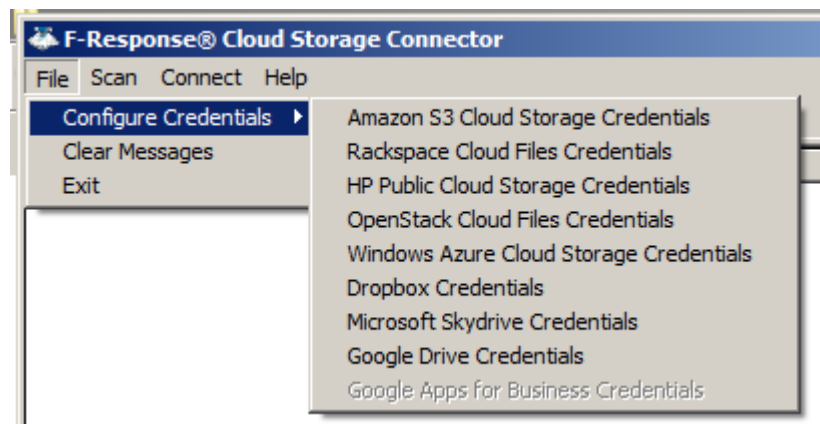 F-Response® Cloud Storage Connector
File Scan Connect Help
Configure Credentials
Clear Messages
Exit
Amazon S3 Cloud Storage Credentials
Rackspace Cloud Files Credentials
HP Public Cloud Storage Credentials
OpenStack Cloud Files Credentials
Windows Azure Cloud Storage Credentials
Dropbox Credentials
Microsoft Skydrive Credentials
Google Drive Credentials
Google Apps for Business Credentials